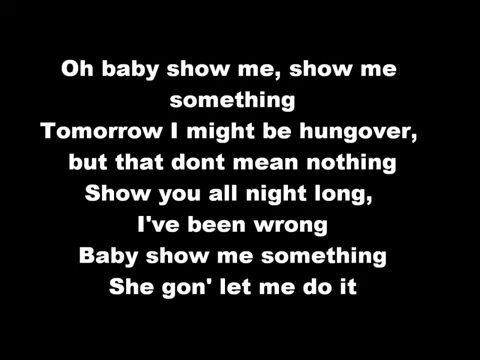 Oh baby show me, show me
something
Tomorrow I might be hungover,
but that dont mean nothing
Show you all night long,
I've been wrong
Baby show me something
She gon' let me do it